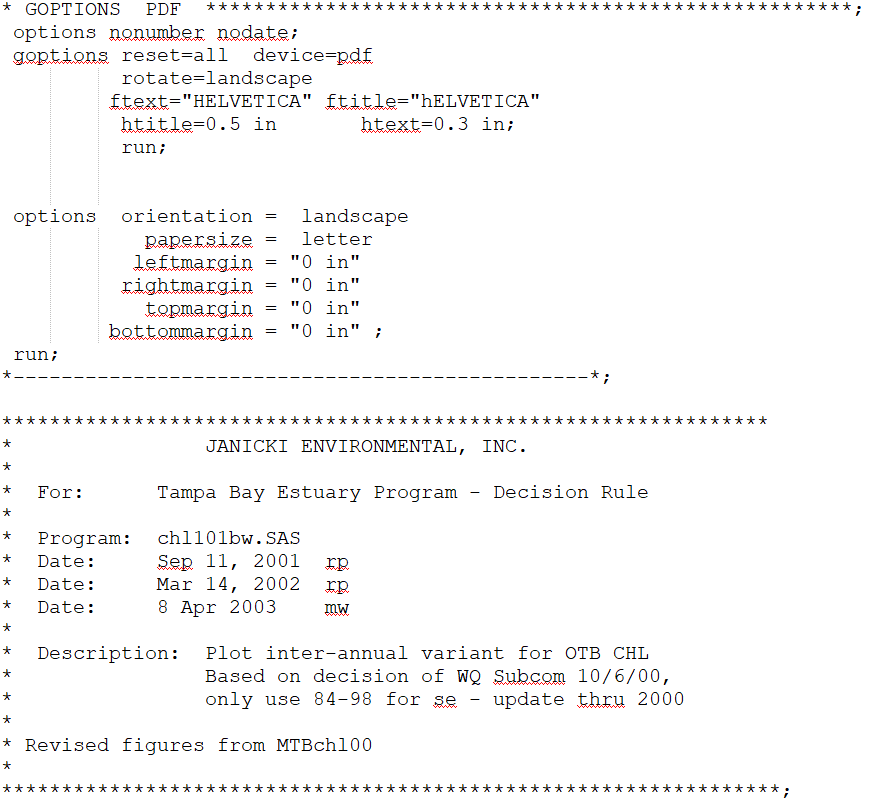 * GOPTIONS   PDF  ******************************************************;
 options nonumber nodate;
 goptions reset=all  device=pdf
          rotate=landscape
         ftext="HELVETICA" ftitle="hELVETICA"
          htitle=0.5 in       htext=0.3 in;
          run;
 options  orientation =  landscape
            papersize =  letter
           leftmargin = "0 in"
          rightmargin = "0 in"
            topmargin = "0 in"
         bottommargin = "0 in" ;
 run;
*------------------------------------------------*;
****************************************************************
*                JANICKI ENVIRONMENTAL, INC.
*
*  For:      Tampa Bay Estuary Program - Decision Rule
*
*  Program:  chl101bw.SAS
*  Date:     Sep 11, 2001  rp
*  Date:     Mar 14, 2002  rp
*  Date:     8 Apr 2003    mw
*
*  Description:  Plot inter-annual variant for OTB CHL
*                Based on decision of WQ Subcom 10/6/00,
*                only use 84-98 for se - update thru 2000
*
* Revised figures from MTBchl00
*
*****************************************************************;